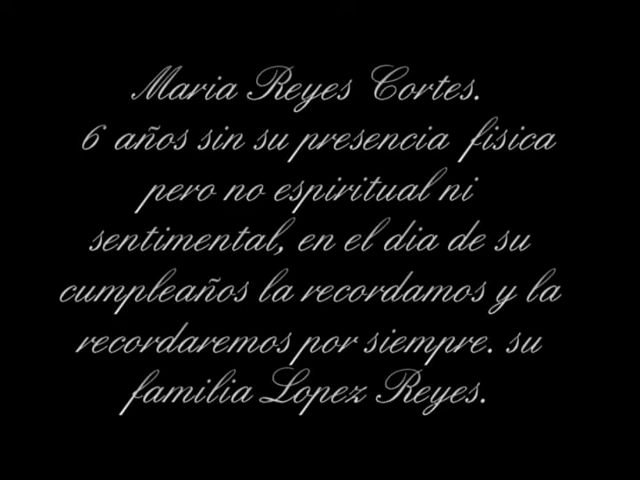 Maria Reyes Cortes.
6 años sin su presencia fisica
pero no espiritual ni
sentimental, en el dia de su
cumpleaños la recordamos y la
recordaremos por siempre. su
familia Lopez Reyes.